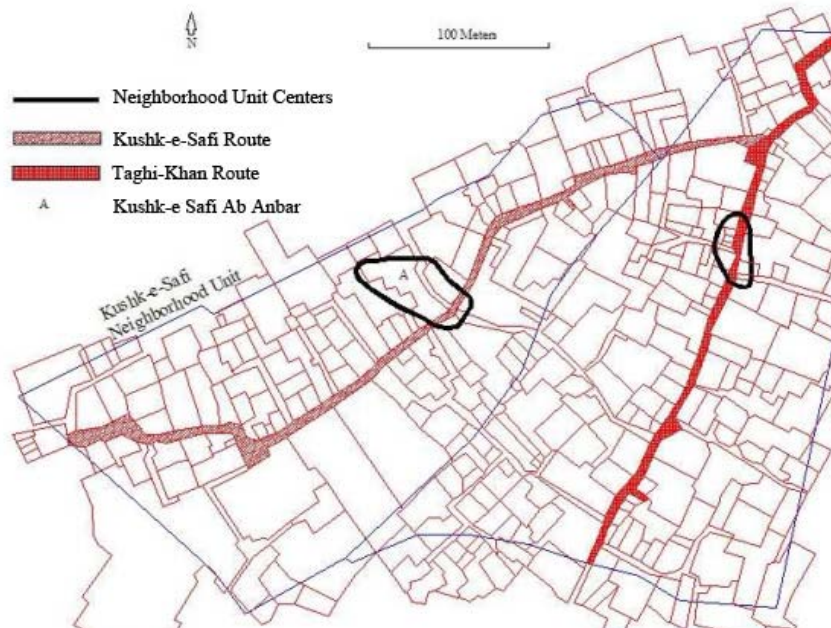 N
100 Meters
Neighborhood Unit Centers
Kushk-e-Safi Route
Taghi-Khan Route
A Kushk-e Safi Ab Anbar
A
Kushk-e-Safi
Neighborhood Unit